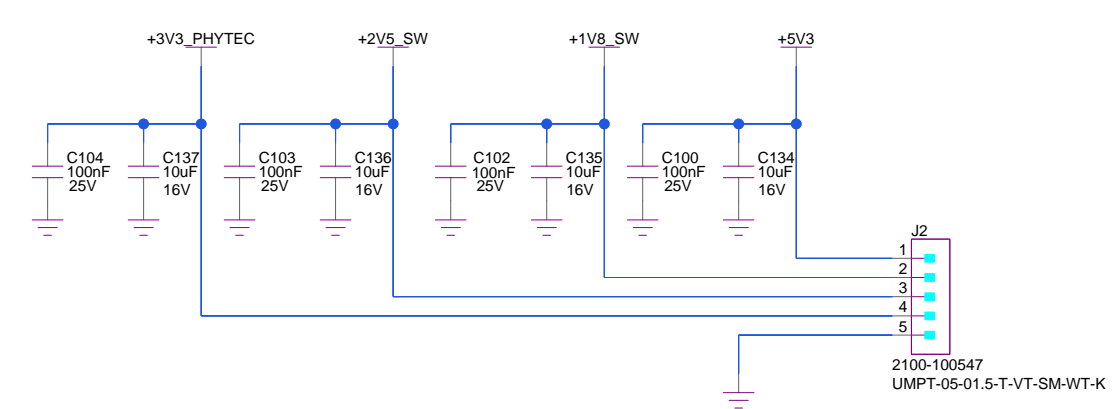 +3V3_PHYTEC
+2V5_SW
+1V8_SW
+5V3
C104
100nF
25V
C137
10uF
16V
C103
100nF
25V
C136
10uF
16V
C102
100nF
25V
C135
10uF
16V
C100
100nF
25V
C134
10uF
16V
J2
1
2
3
4
5
2100-100547
UMPT-05-01.5-T-VT-SM-WT-K